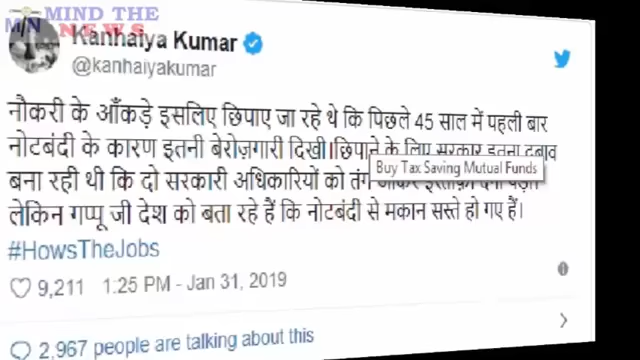 MIND THE
M/N NEWS
Kanhaiya Kumar
@kanhaiyakumar
नौकरी के आँकड़े इसलिए छिपाए जा रहे थे कि पिछले 45 साल में पहली बार
नोटबंदी के कारण इतनी बेरोज़गारी दिखी।छिपाने के लिए सरकार इतना दबाव
Buy Tax Saving Mutual Funds
बना रही थी कि दो सरकारी अधिकारियों को तंग आकर इस्तीफ़ा देना पड़ा।
लेकिन गप्पू जी देश को बता रहे हैं कि नोटबंदी से मकान सस्ते हो गए हैं।
#HowsTheJobs
9,211 1:25 PM - Jan 31, 2019
2,967 people are talking about this